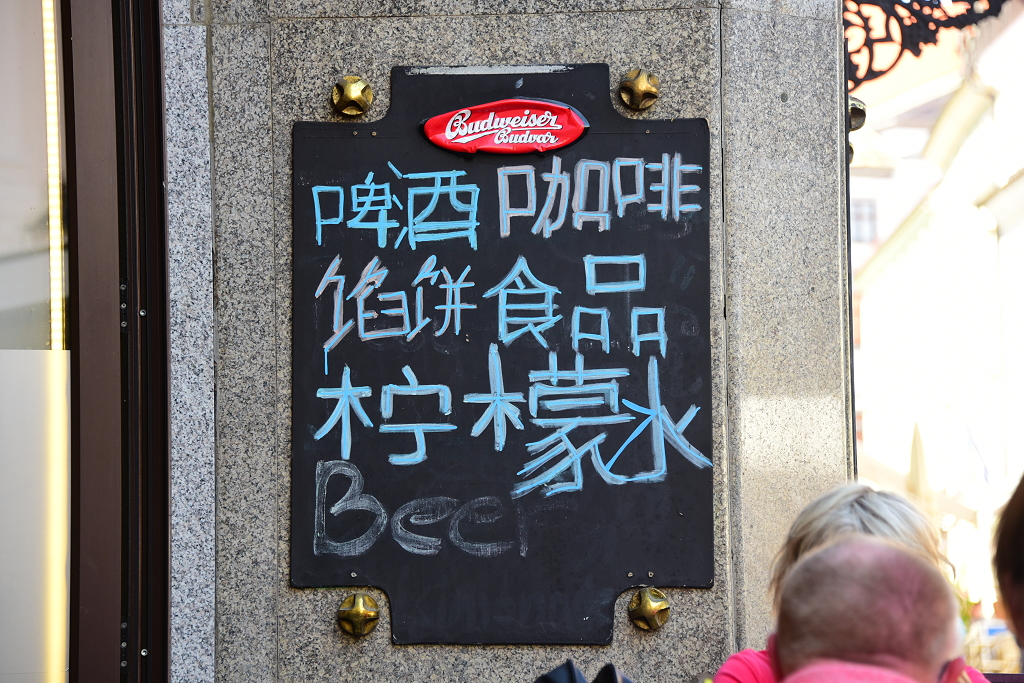 Budweiser
Budvar
啤酒 咖啡
馅饼食品
柠檬水
Beer